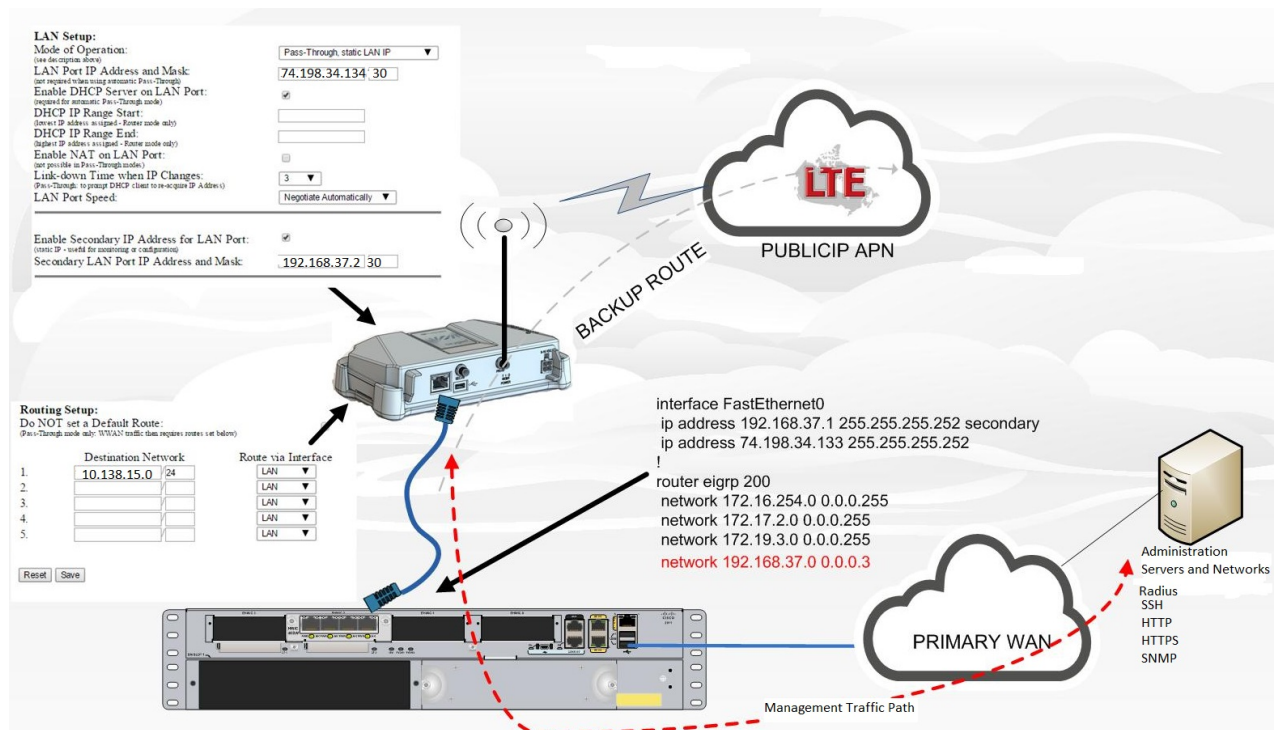 LAN Setup:
Mode of Operation:
(see description above)
Pass-Through, static LAN IP
LAN Port IP Address and Mask:
(not required when using automatic Pass-Through)
74.198.34.134 30
Enable DHCP Server on LAN Port:
(required for automatic Pass-Through mode)
DHCP IP Range Start:
(lowest IP address assigned - Router mode only)
DHCP IP Range End:
(highest IP address assigned - Router mode only)
Enable NAT on LAN Port:
(not possible in Pass-Through modes)
Link-down Time when IP Changes:
(Pass-Through: to prompt DHCP client to re-acquire IP Address)
3
LAN Port Speed:
Negotiate Automatically
Enable Secondary IP Address for LAN Port:
(static IP - useful for monitoring or configuration)
Secondary LAN Port IP Address and Mask:
192.168.37.2 30
LTE
PUBLICIP APN
BACKUP ROUTE
Routing Setup:
Do NOT set a Default Route:
(Pass-Through mode only: WWAN traffic then requires routes set below)
Destination Network
Route via Interface
1. 10.138.15.0 / 24 LAN
2. / LAN
3. / LAN
4. / LAN
5. / LAN
Reset Save
interface FastEthernet0
ip address 192.168.37.1 255.255.255.252 secondary
ip address 74.198.34.133 255.255.255.252
!
router eigrp 200
network 172.16.254.0 0.0.0.255
network 172.17.2.0 0.0.0.255
network 172.19.3.0 0.0.0.255
network 192.168.37.0 0.0.0.3
Administration
Servers and Networks
Radius
SSH
HTTP
HTTPS
SNMP
PRIMARY WAN
Management Traffic Path